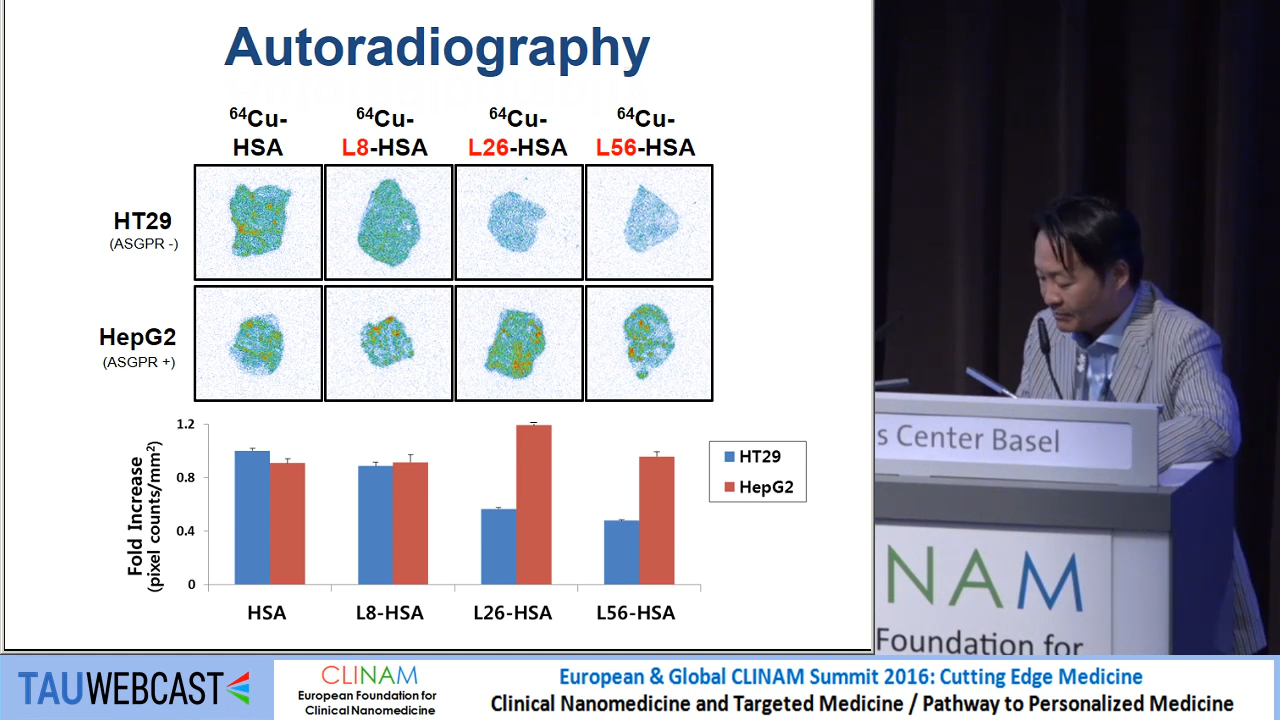 Autoradiography
64Cu-
HSA
64Cu-
L8-HSA
64Cu-
L26-HSA
64Cu-
L56-HSA
HT29
(ASGPR -)
HepG2
(ASGPR +)
Fold Increase
(pixel counts/mm2)
1.2
0.8
0.4
0
HSA
L8-HSA
L26-HSA
L56-HSA
HT29
HepG2
s Center Basel
NAM
Foundation for
TAUWEBCAST
CLINAM
European Foundation for
Clinical Nanomedicine
European & Global CLINAM Summit 2016: Cutting Edge Medicine
Clinical Nanomedicine and Targeted Medicine / Pathway to Personalized Medicine